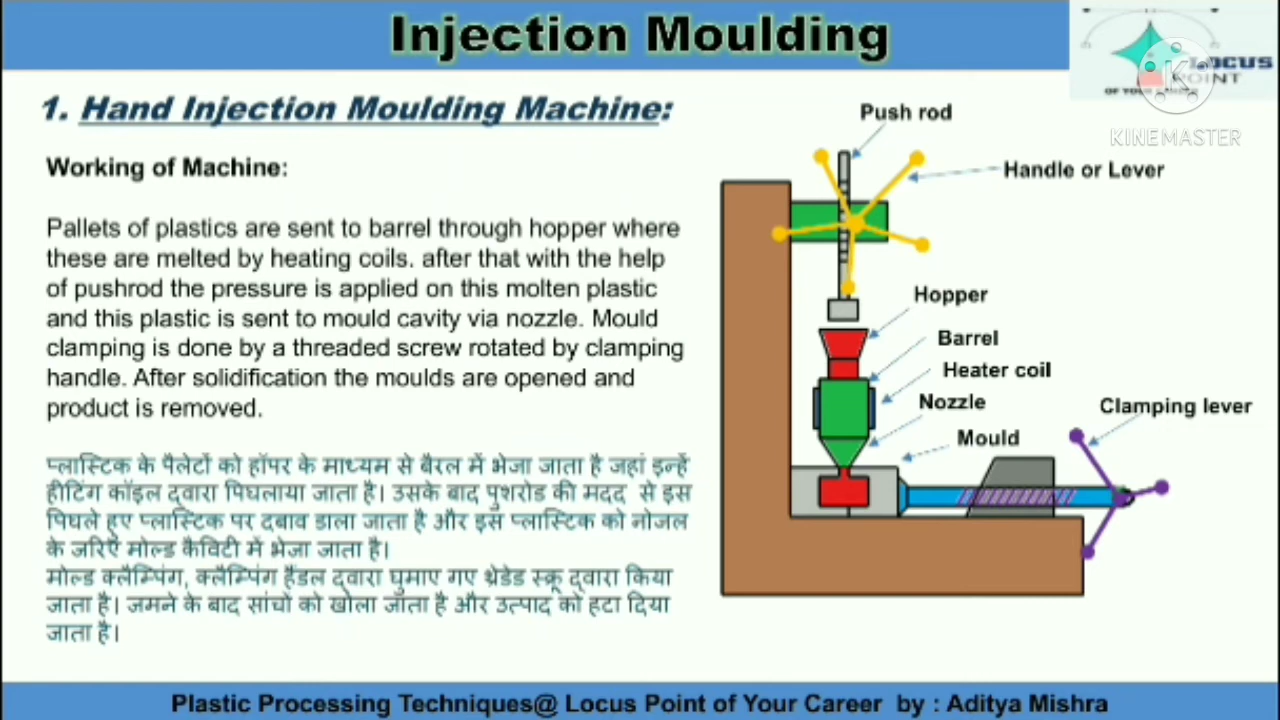 Injection Moulding
LOCUS
POINT
KINEMASTER
1. Hand Injection Moulding Machine:
Working of Machine:
Pallets of plastics are sent to barrel through hopper where
these are melted by heating coils. after that with the help
of pushrod the pressure is applied on this molten plastic
and this plastic is sent to mould cavity via nozzle. Mould
clamping is done by a threaded screw rotated by clamping
handle. After solidification the moulds are opened and
product is removed.
प्लास्टिक के पैलेटों को हॉपर के माध्यम से बैरल में भेजा जाता है जहां इन्हें
हीटिंग कॉइल द्वारा पिघलाया जाता है। उसके बाद पुशरोड की मदद से इस
पिघले हुए प्लास्टिक पर दबाव डाला जाता है और इस प्लास्टिक को नोजल
के जरिए मोल्ड कैविटी में भेजा जाता है।
मोल्ड क्लैम्पिंग, क्लैम्पिंग हैंडल द्वारा घुमाए गए थ्रेडेड स्क्रू द्वारा किया
जाता है। जमने के बाद सांचों को खोला जाता है और उत्पाद को हटा दिया
जाता है।
Push rod
Handle or Lever
Hopper
Barrel
Heater coil
Nozzle
Clamping lever
Mould
Plastic Processing Techniques@ Locus Point of Your Career by : Aditya Mishra